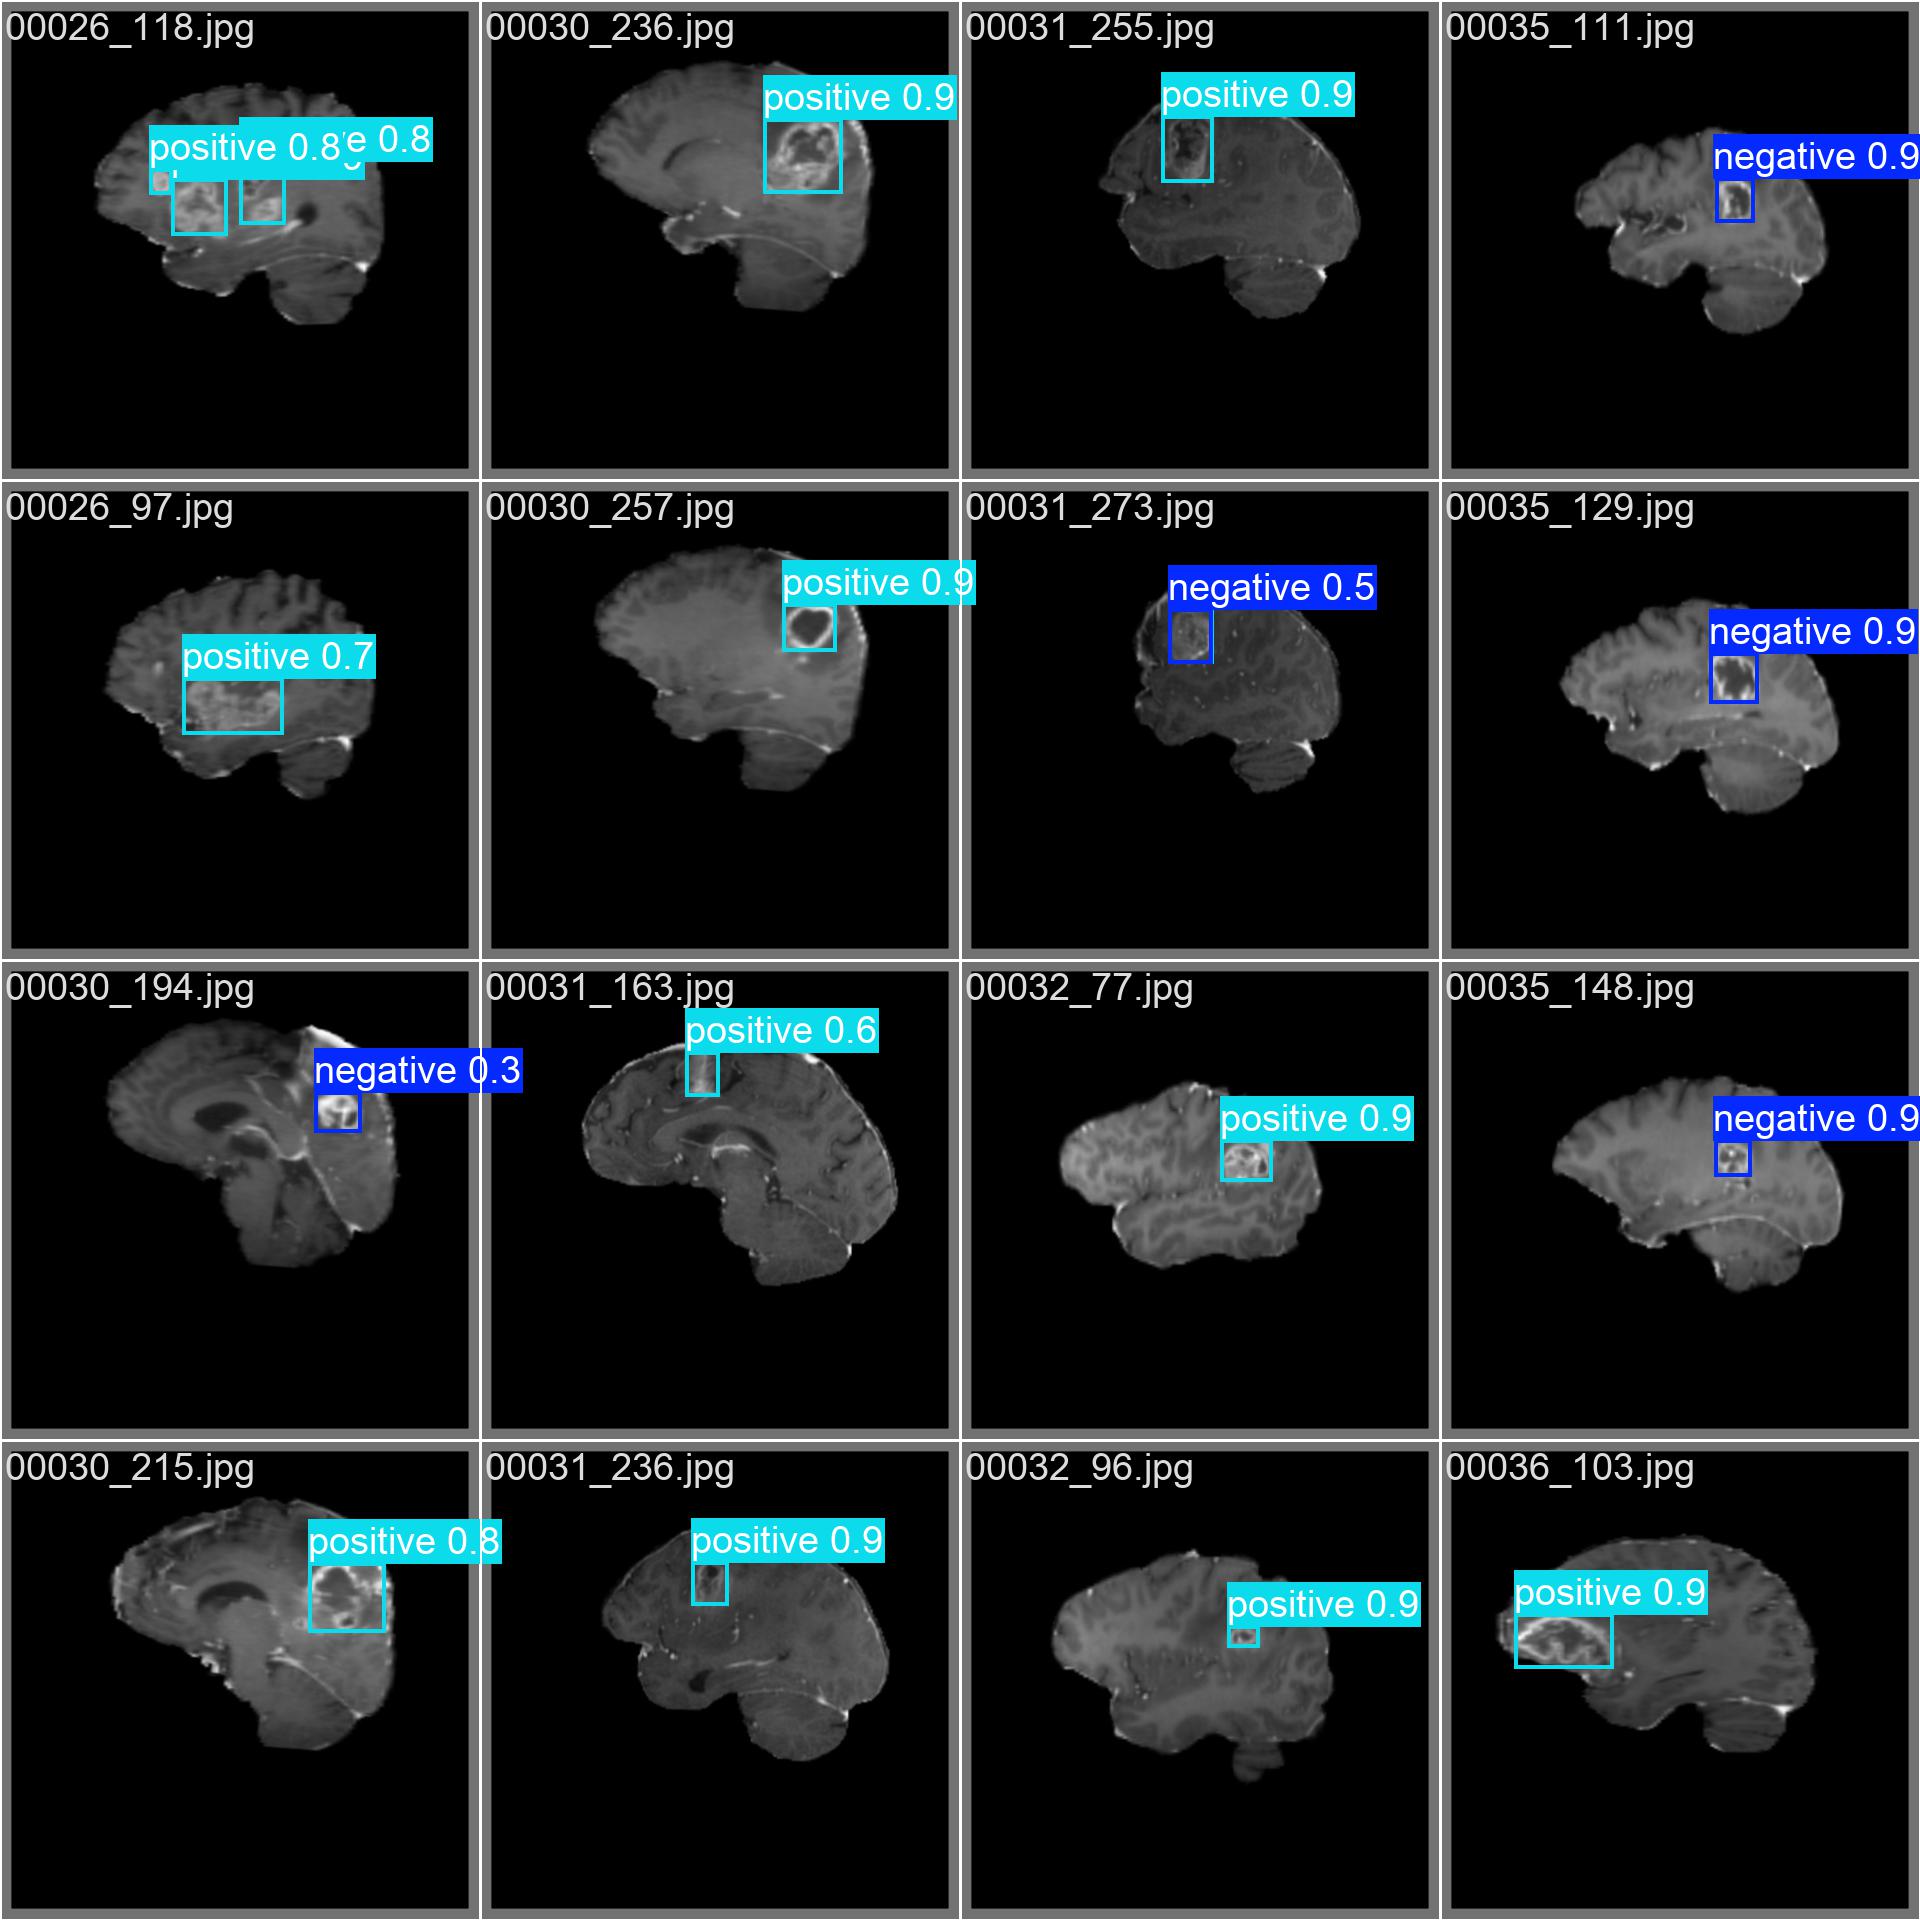 00026_118.jpg
positive 0.8
e 0.8
00030_236.jpg
positive 0.9
00031_255.jpg
positive 0.9
00035_111.jpg
negative 0.9
00026_97.jpg
positive 0.7
00030_257.jpg
positive 0.9
00031_273.jpg
negative 0.5
00035_129.jpg
negative 0.9
00030_194.jpg
negative 0.3
00031_163.jpg
positive 0.6
00032_77.jpg
positive 0.9
00035_148.jpg
negative 0.9
00030_215.jpg
positive 0.8
00031_236.jpg
positive 0.9
00032_96.jpg
positive 0.9
00036_103.jpg
positive 0.9